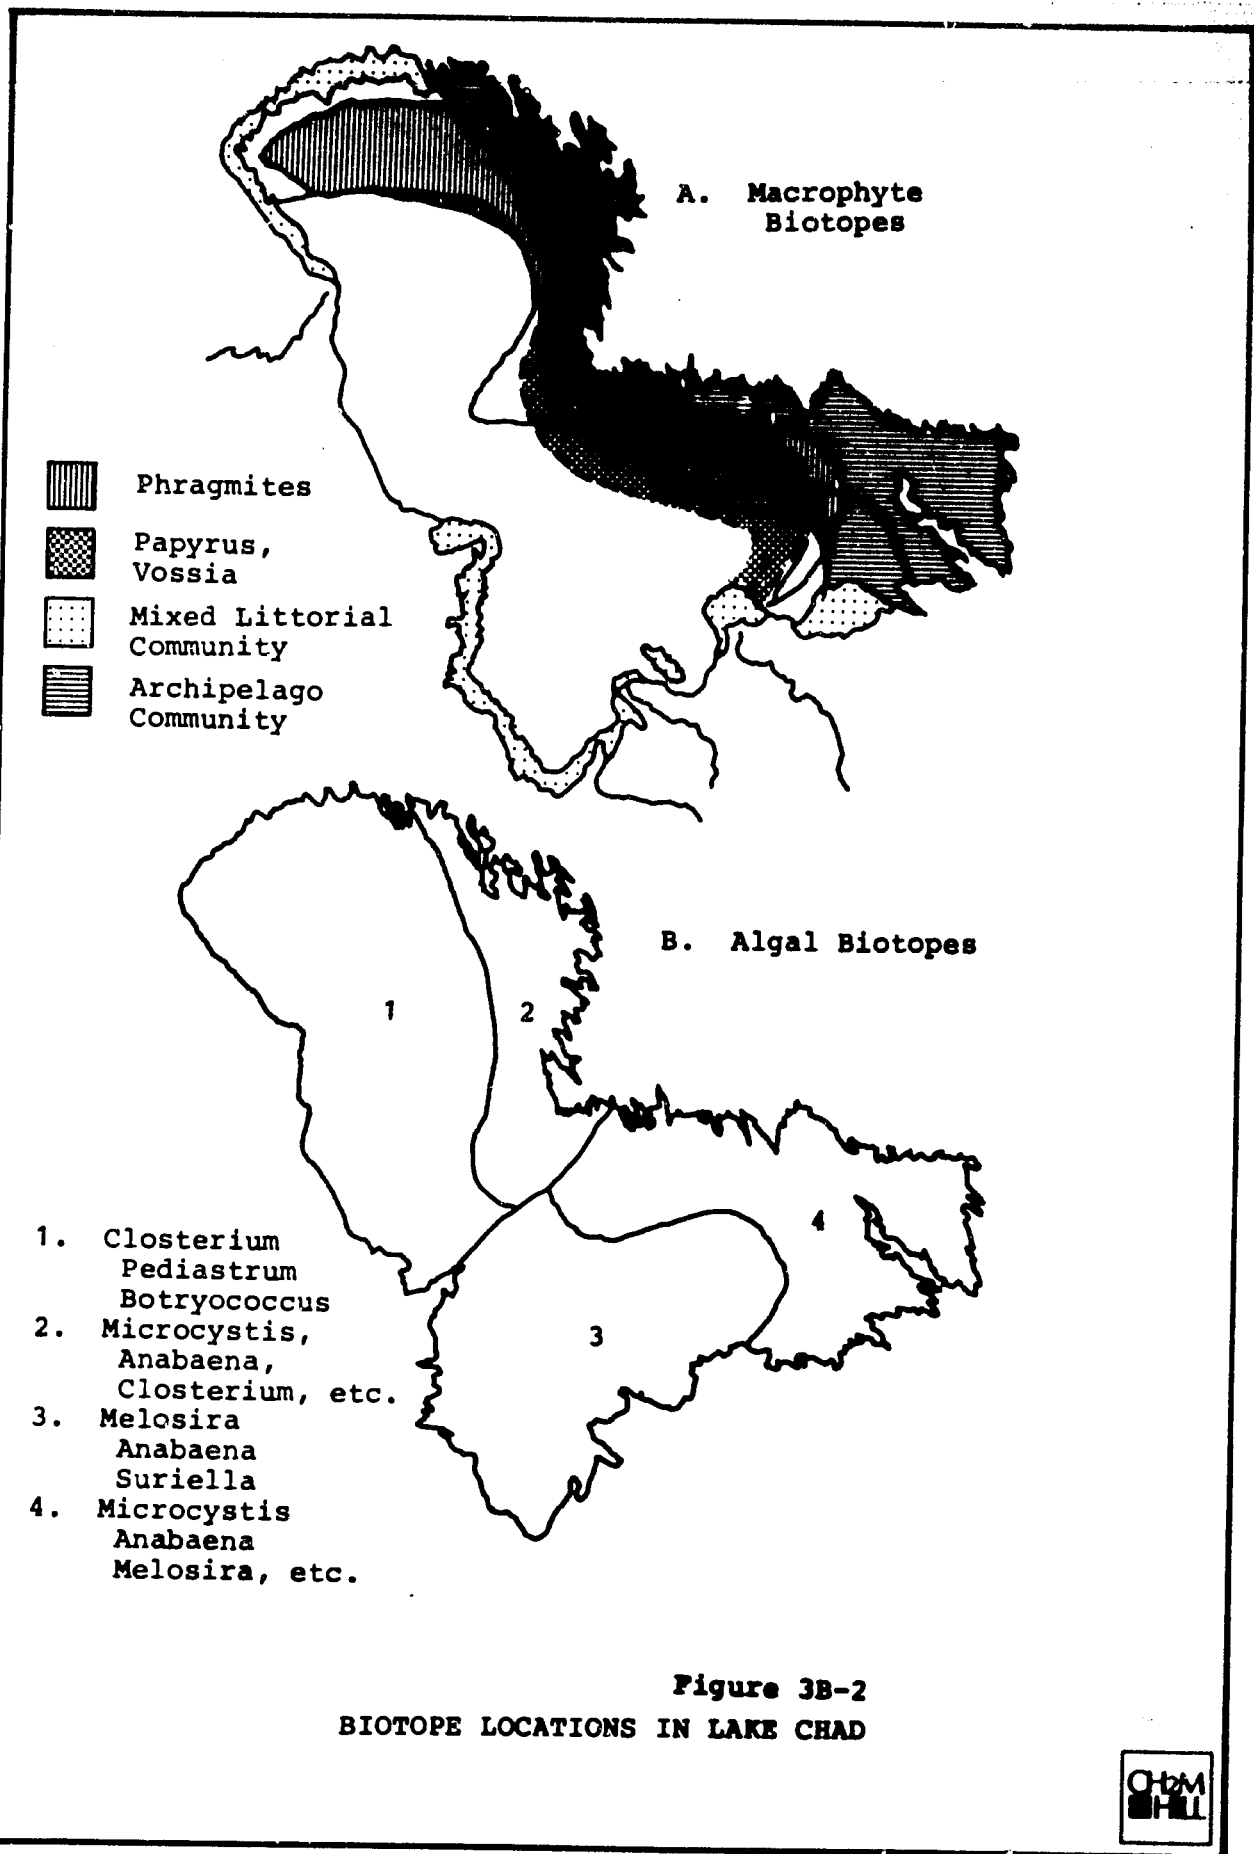 A. Macrophyte
Biotopes
Phragmites
Papyrus,
Vossia
Mixed Littorial
Community
Archipelago
Community
B. Algal Biotopes
1
2
3
4
1. Closterium
Pediastrum
Botryococcus
2. Microcystis,
Anabaena,
Closterium, etc.
3. Melosira
Anabaena
Suriella
4. Microcystis
Anabaena
Melosira, etc.
Figure 3B-2
BIOTOPE LOCATIONS IN LAKE CHAD
CH2M
HILL